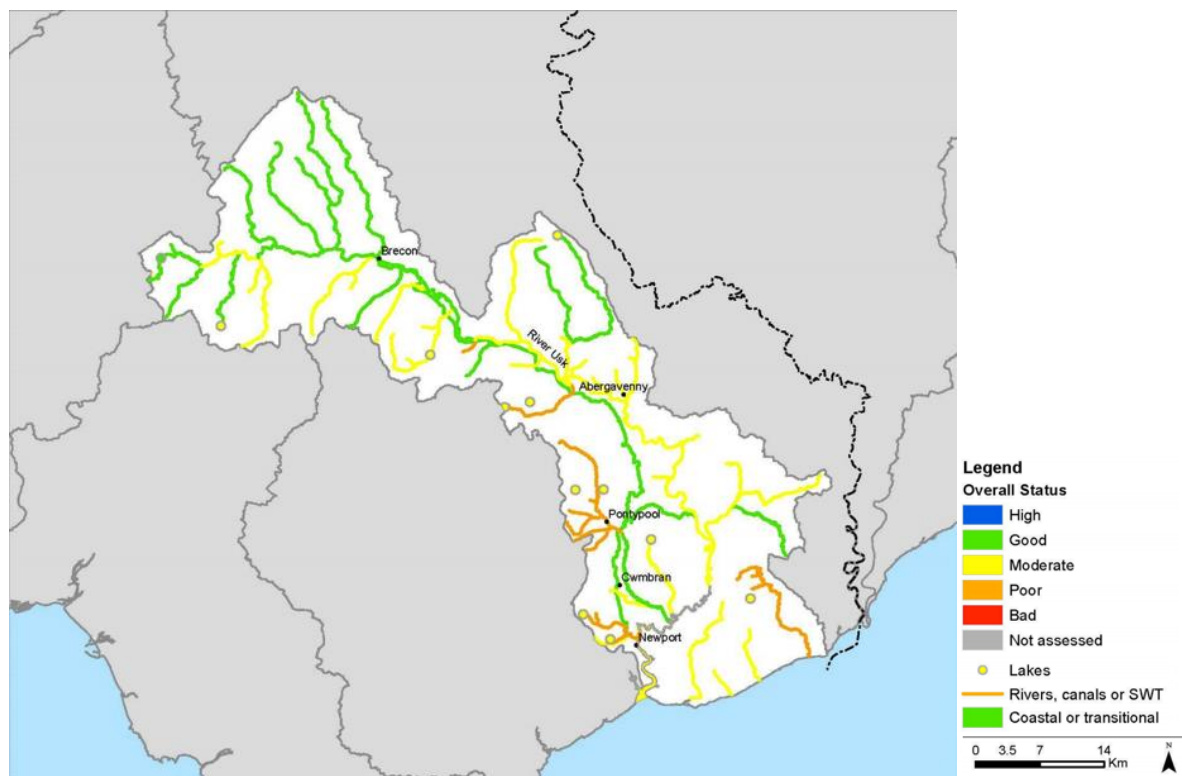 Brecon
River Usk
Abergavenny
Pontypool
Cwmbran
Newport
Legend
Overall Status
High
Good
Moderate
Poor
Bad
Not assessed
Lakes
Rivers, canals or SWT
Coastal or transitional
0 3.5 7 14
Km
N